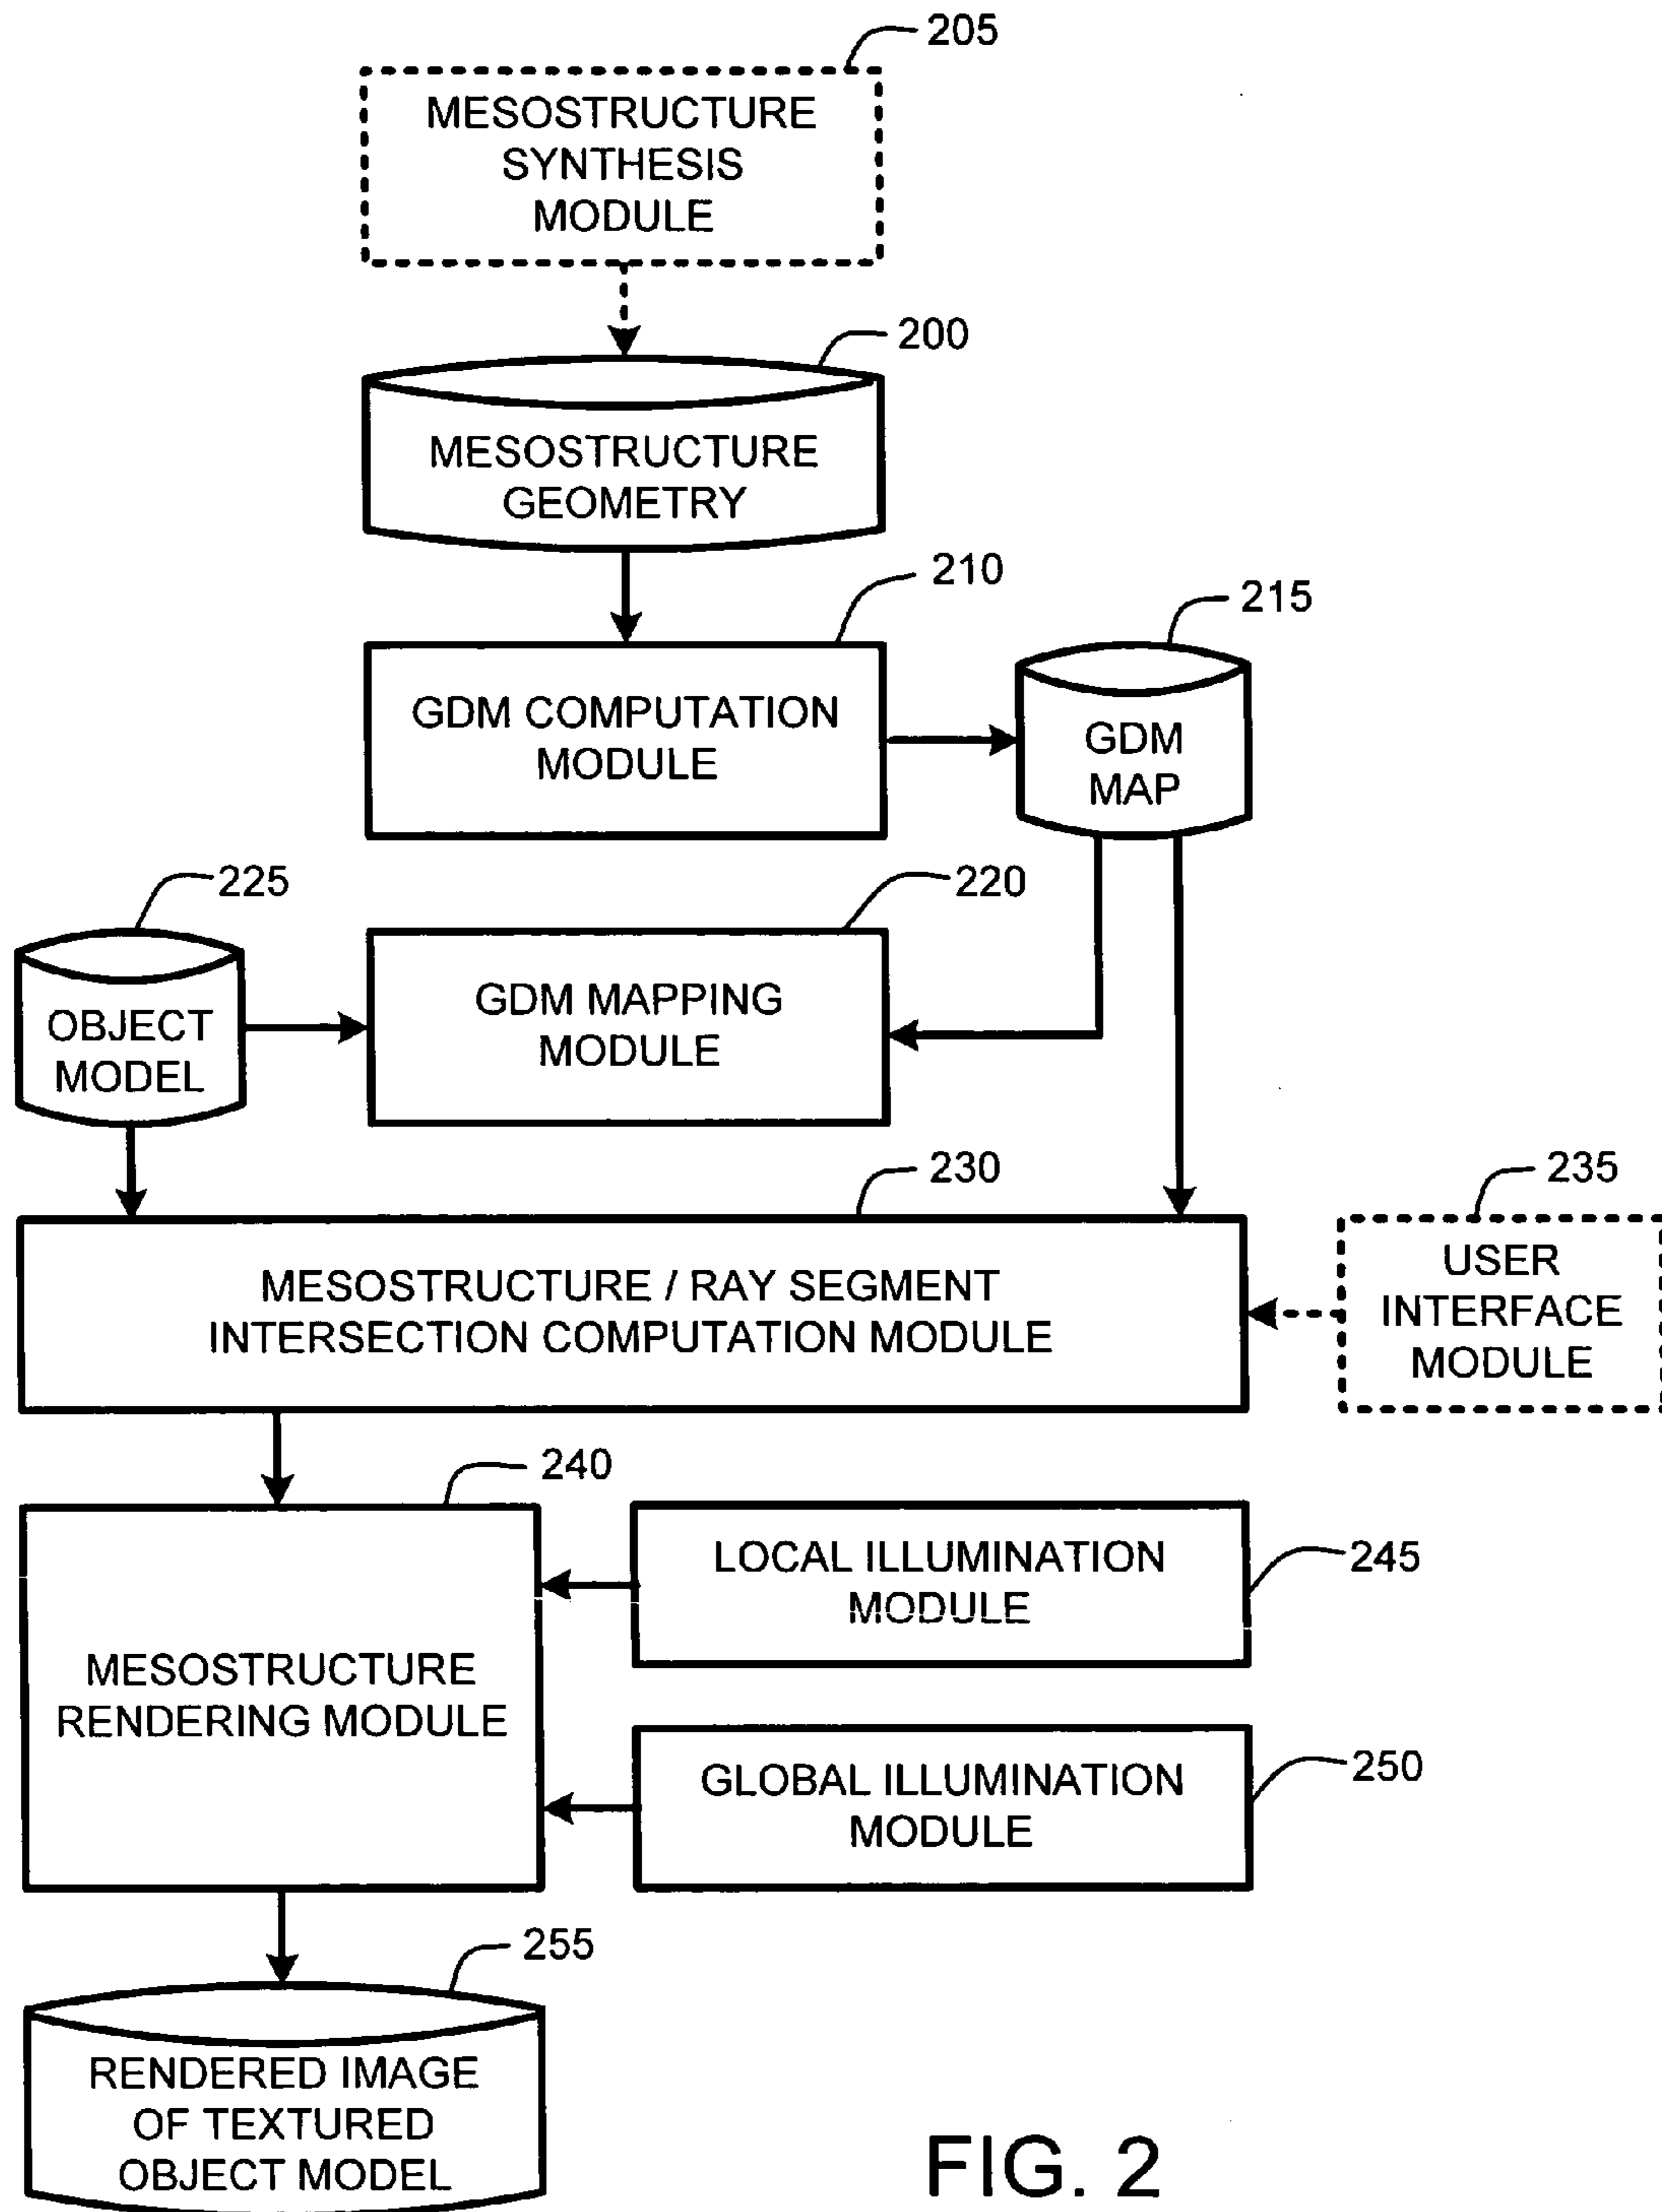 205
MESOSTRUCTURE
SYNTHESIS
MODULE
200
MESOSTRUCTURE
GEOMETRY
210
215
GDM COMPUTATION
MODULE
GDM
MAP
225
220
OBJECT
MODEL
GDM MAPPING
MODULE
230
235
MESOSTRUCTURE / RAY SEGMENT
INTERSECTION COMPUTATION MODULE
USER
INTERFACE
MODULE
240
LOCAL ILLUMINATION
MODULE
245
MESOSTRUCTURE
RENDERING MODULE
GLOBAL ILLUMINATION
MODULE
250
255
RENDERED IMAGE
OF TEXTURED
OBJECT MODEL
FIG. 2